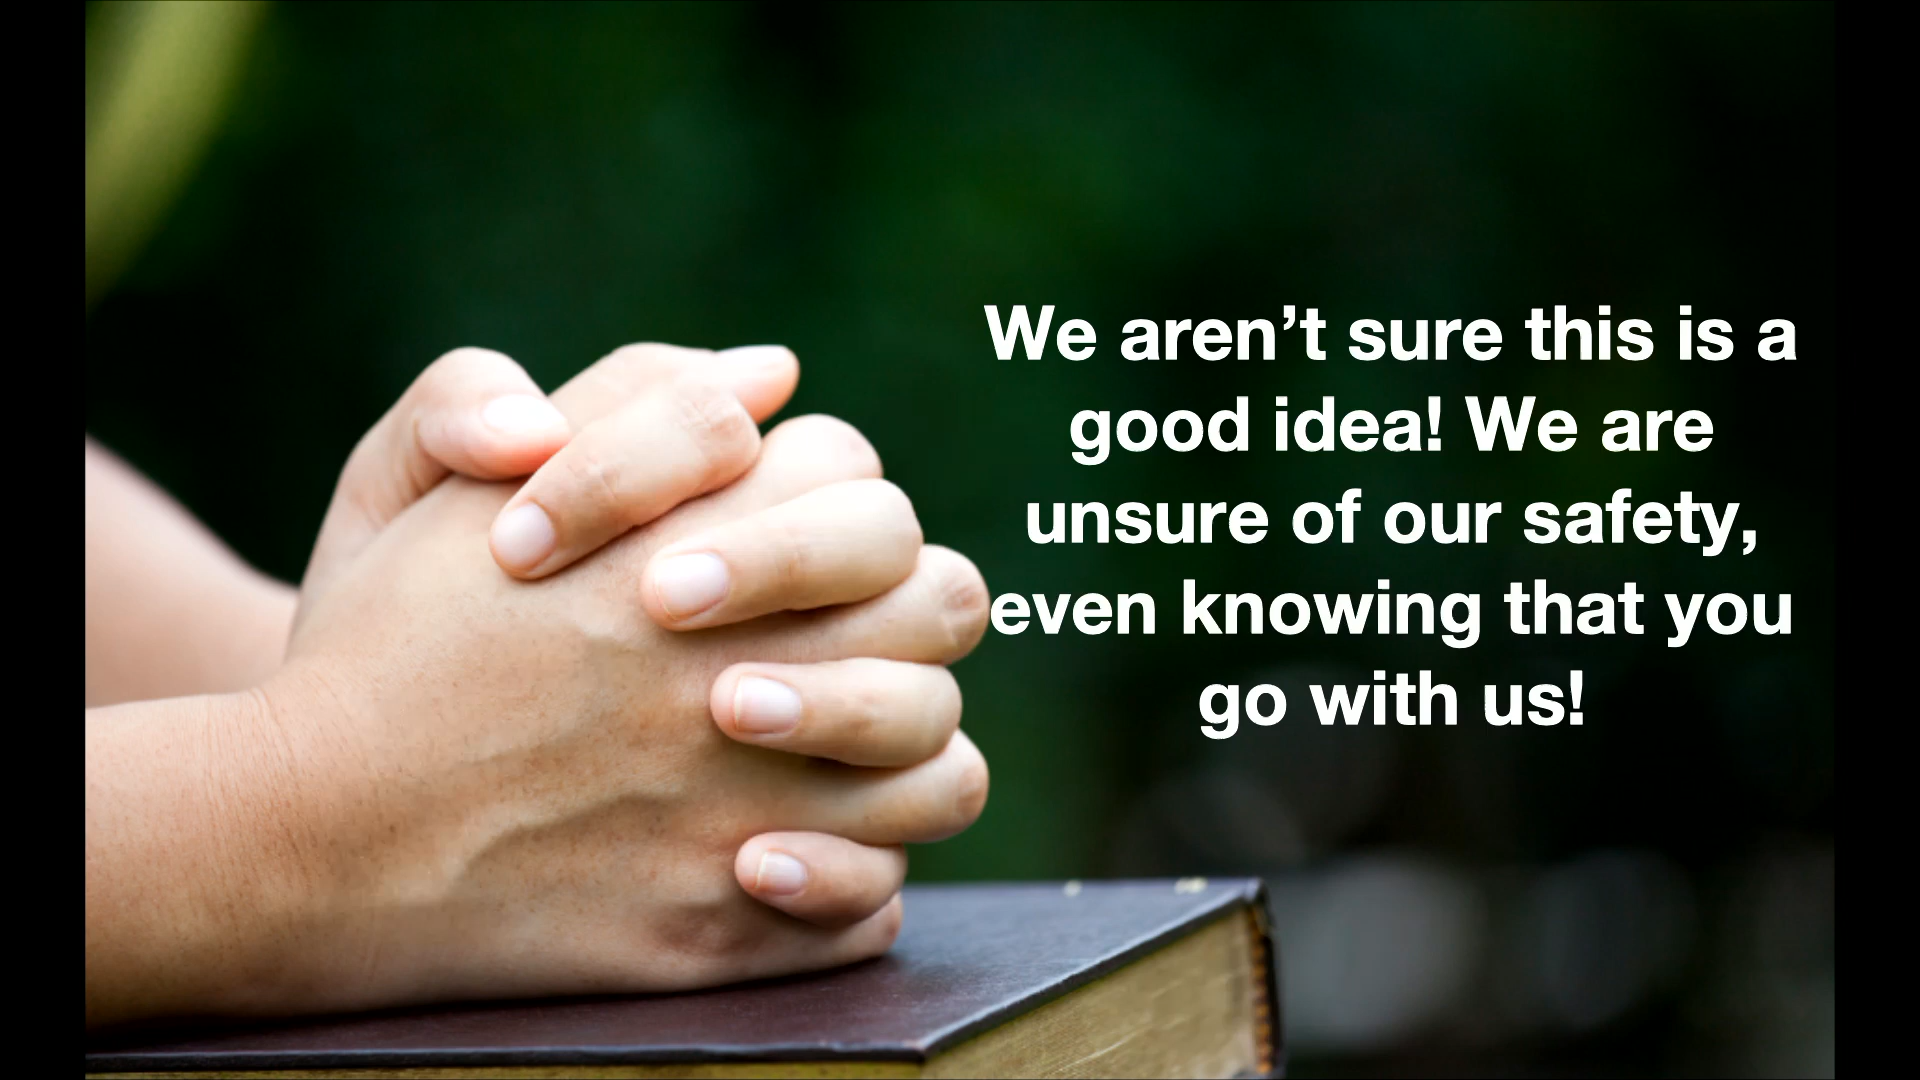 We aren’t sure this is a
good idea! We are
unsure of our safety,
even knowing that you
go with us!